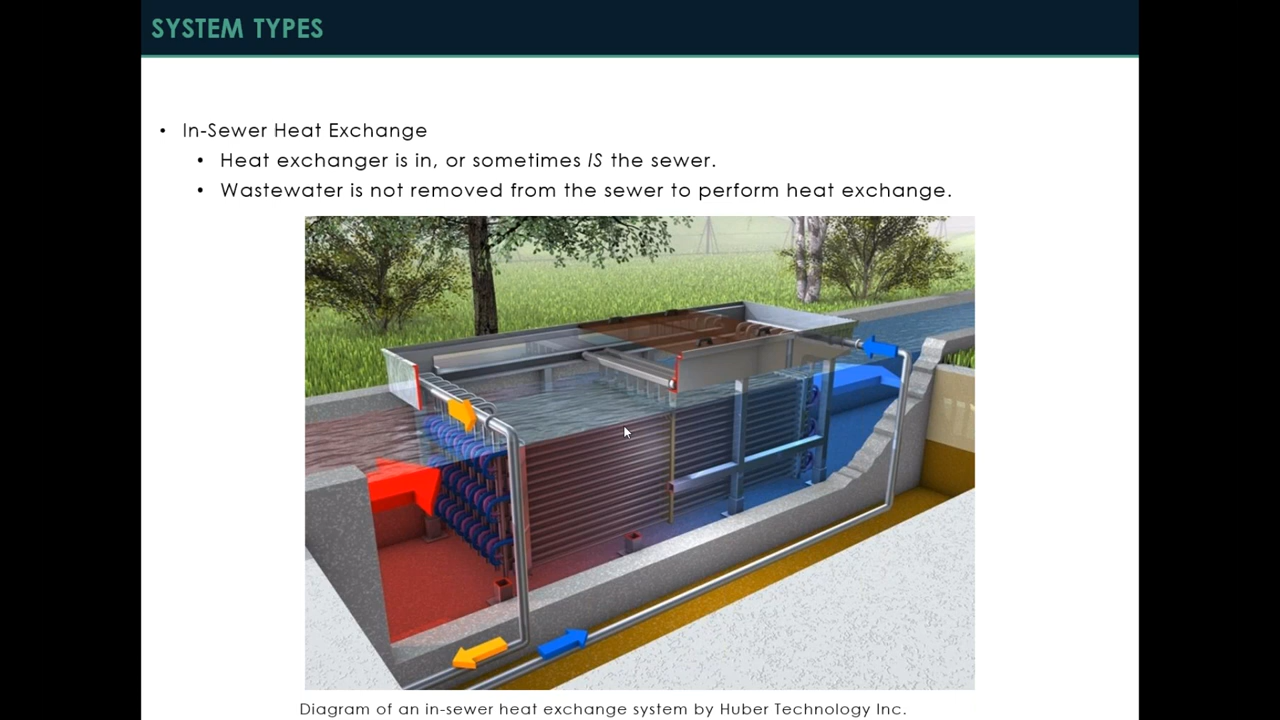 SYSTEM TYPES
• In-Sewer Heat Exchange
• Heat exchanger is in, or sometimes IS the sewer.
• Wastewater is not removed from the sewer to perform heat exchange.
Diagram of an in-sewer heat exchange system by Huber Technology Inc.